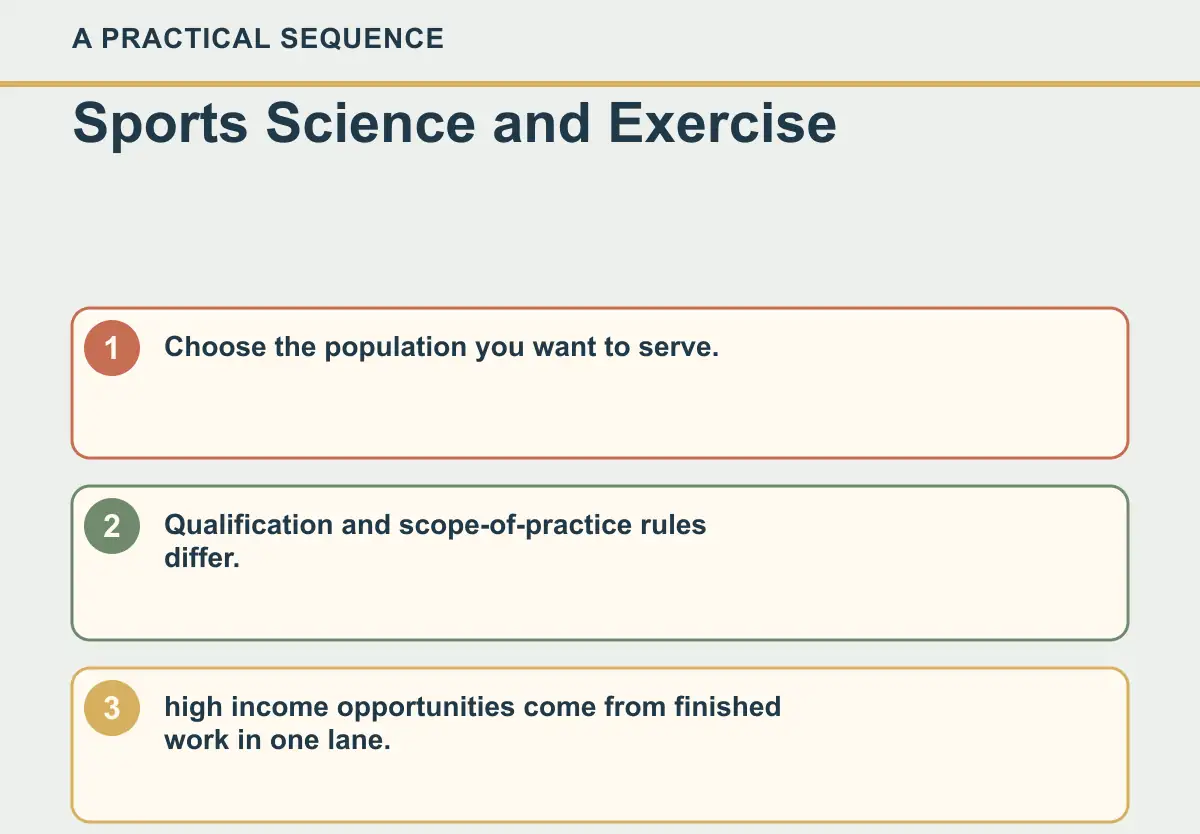 A PRACTICAL SEQUENCE
Sports Science and Exercise
1
Choose the population you want to serve.
2
Qualification and scope-of-practice rules
differ.
3
high income opportunities come from finished
work in one lane.